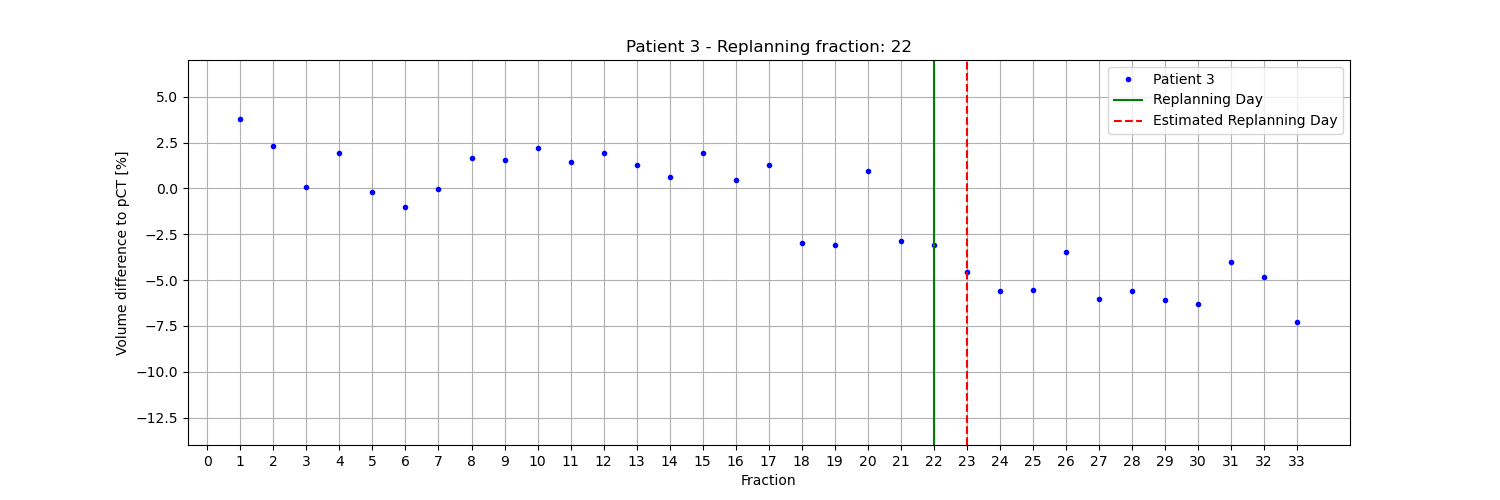 Patient 3 - Replanning fraction: 22
Patient 3
Replanning Day
Estimated Replanning Day
Volume difference to pCT [%]
5.0
2.5
0.0
−2.5
−5.0
−7.5
−10.0
−12.5
0 1 2 3 4 5 6 7 8 9 10 11 12 13 14 15 16 17 18 19 20 21 22 23 24 25 26 27 28 29 30 31 32 33
Fraction